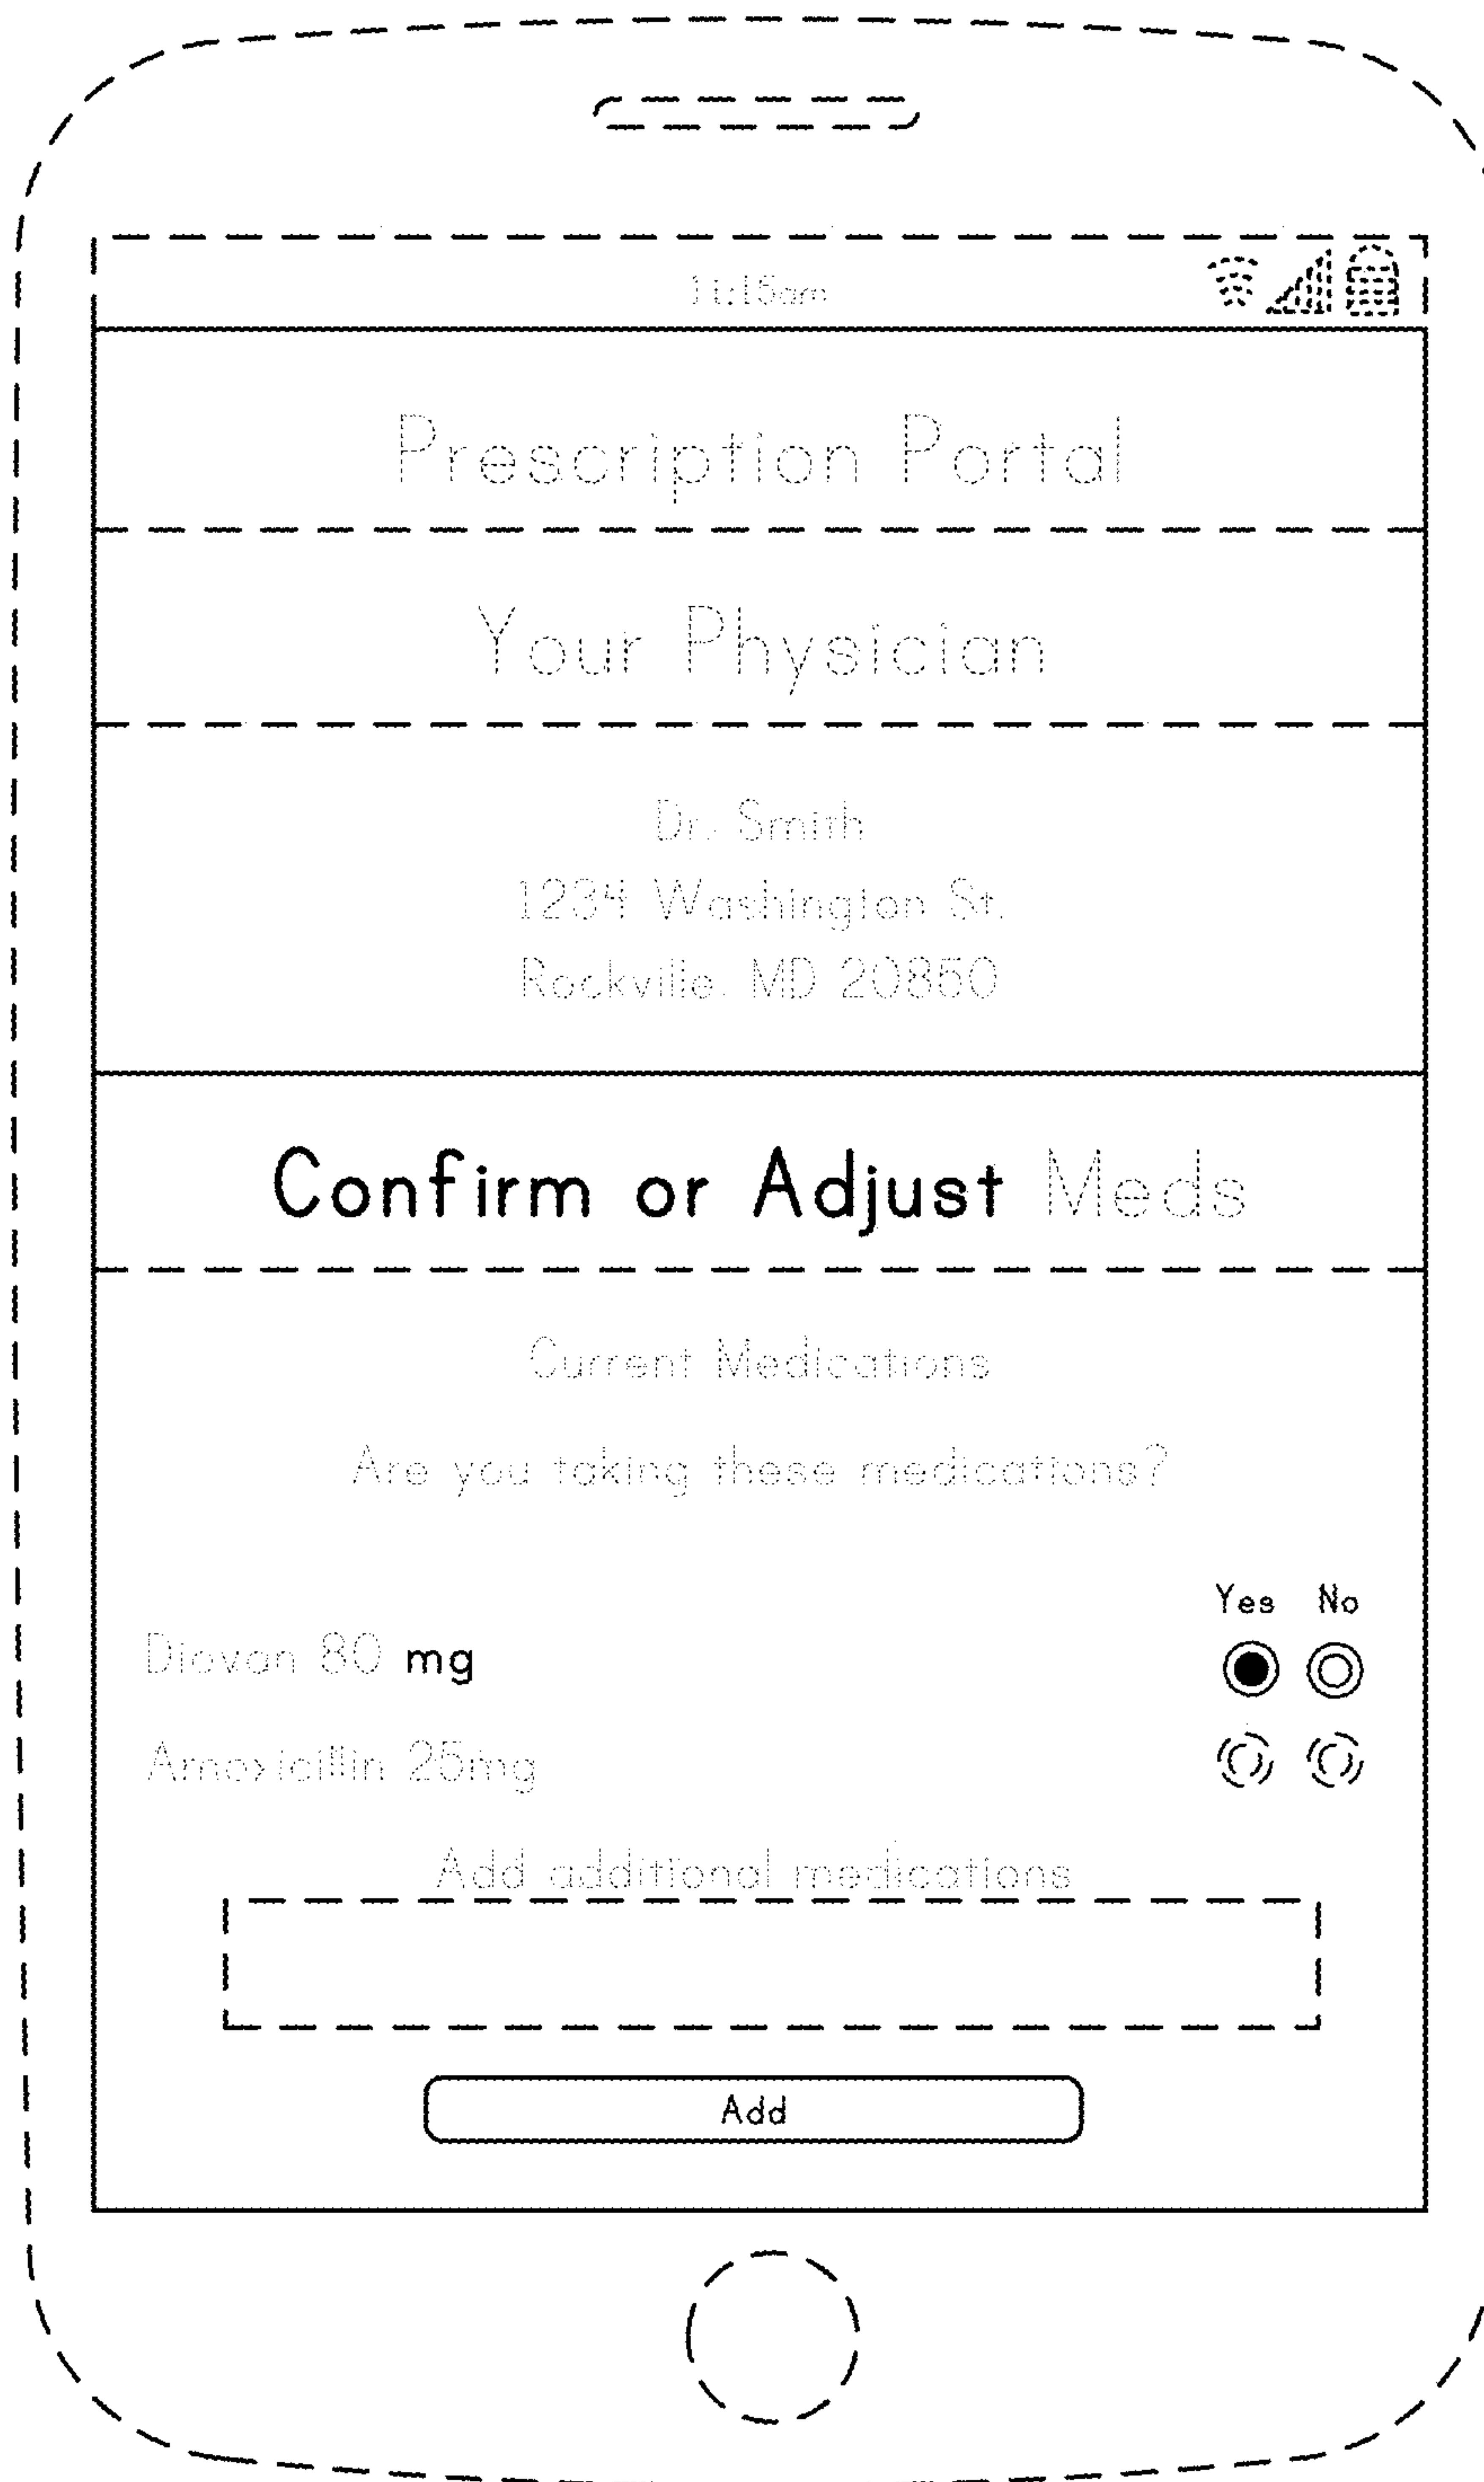 11:15am
Prescription Portal
Your Physician
Dr. Smith
1234 Washington St.
Rockville, MD 20850
Confirm or Adjust Meds
Current Medications
Are you taking these medications?
Yes No
Diovan 80 mg
Amoxicillin 25mg
Add additional medications
Add